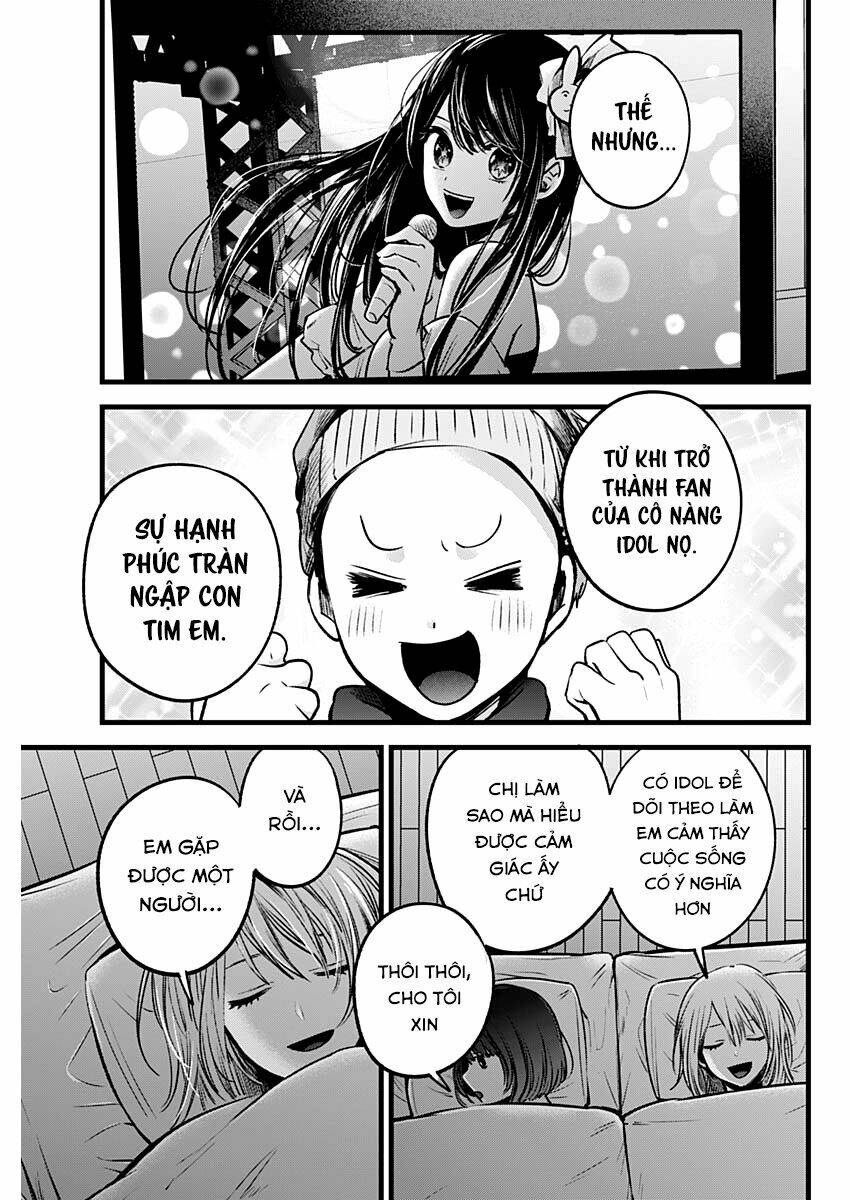 THẾ
NHƯNG...
TỪ KHI TRỞ
THÀNH FAN
CỦA CÔ NÀNG
IDOL NỌ.
SỰ HẠNH
PHÚC TRÀN
NGẬP CON
TIM EM.
CÓ IDOL ĐỂ
DÕI THEO LÀM
EM CẢM THẤY
CUỘC SỐNG
CÓ Ý NGHĨA
HƠN
CHỊ LÀM
SAO MÀ HIỂU
ĐƯỢC CẢM
GIÁC ẤY
CHỨ
THÔI THÔI,
CHO TÔI
XIN
VÀ
RỒI...
EM GẶP
ĐƯỢC MỘT
NGƯỜI...